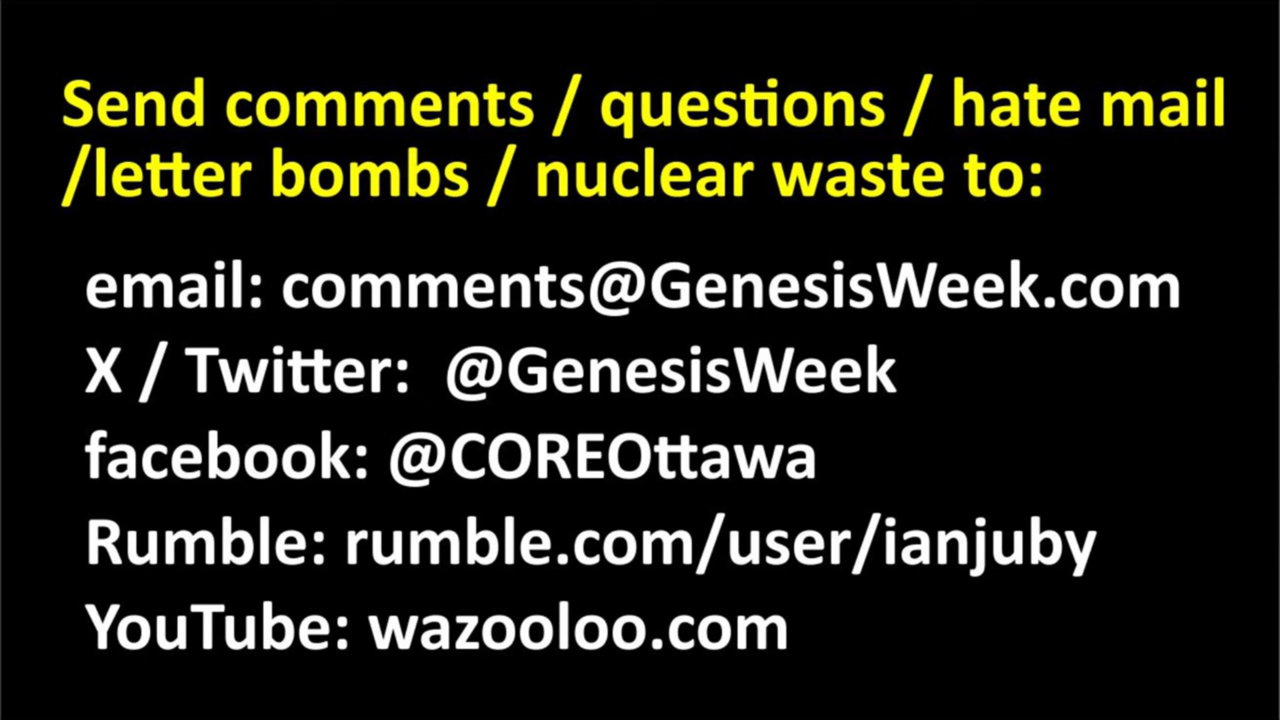 Send comments / questions / hate mail
/letter bombs / nuclear waste to:
email: comments@GenesisWeek.com
X / Twitter: @GenesisWeek
facebook: @COREOttawa
Rumble: rumble.com/user/ianjuby
YouTube: wazooloo.com